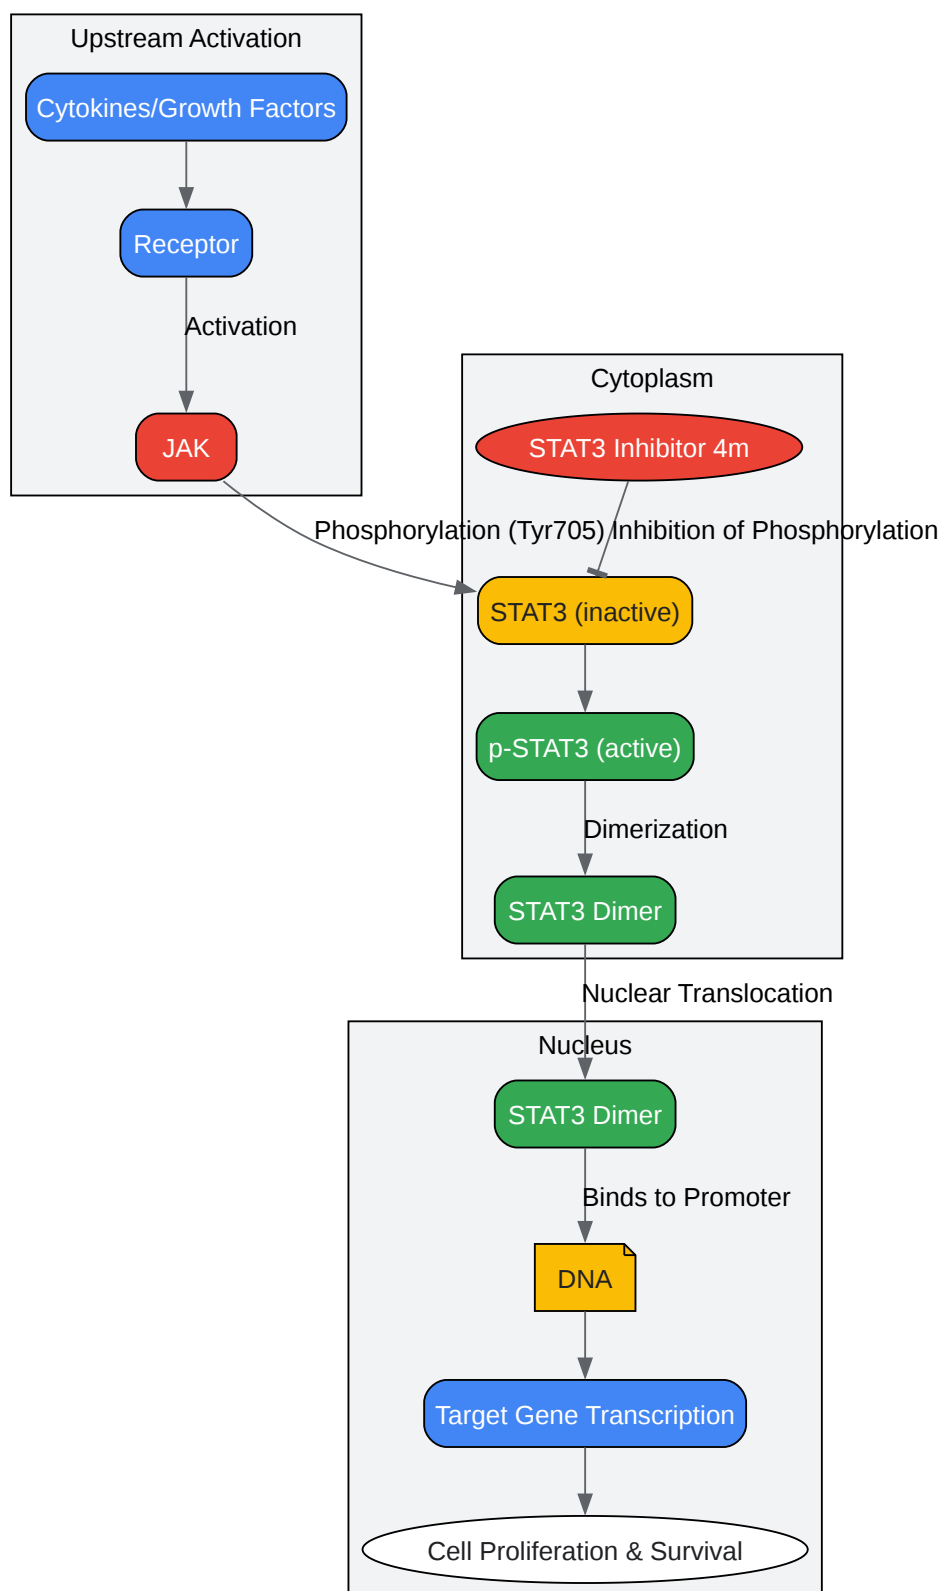 Upstream Activation
Cytokines/Growth Factors
Receptor
Activation
JAK
Cytoplasm
STAT3 Inhibitor 4m
Phosphorylation (Tyr705)
Inhibition of Phosphorylation
STAT3 (inactive)
p-STAT3 (active)
Dimerization
STAT3 Dimer
Nuclear Translocation
Nucleus
STAT3 Dimer
Binds to Promoter
DNA
Target Gene Transcription
Cell Proliferation & Survival